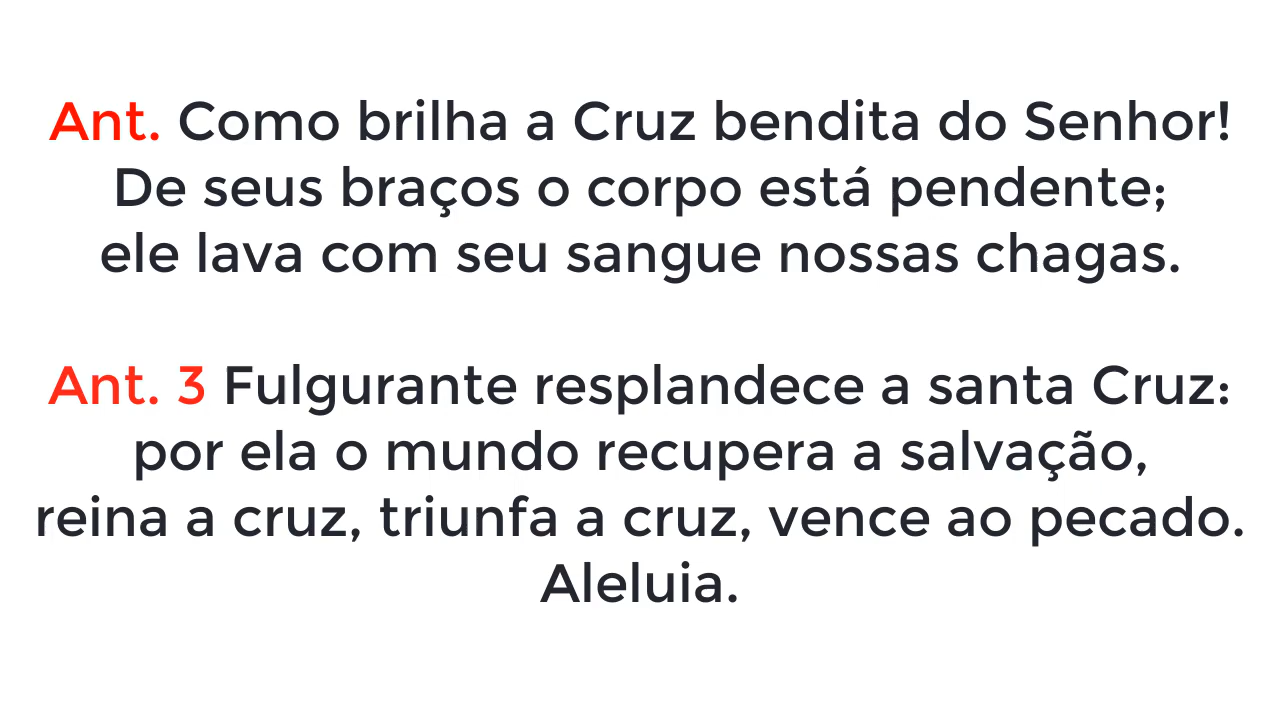 Ant. Como brilha a Cruz bendita do Senhor!
De seus braços o corpo está pendente;
ele lava com seu sangue nossas chagas.
Ant. 3 Fulgurante resplandece a santa Cruz:
por ela o mundo recupera a salvação,
reina a cruz, triunfa a cruz, vence ao pecado.
Aleluia.